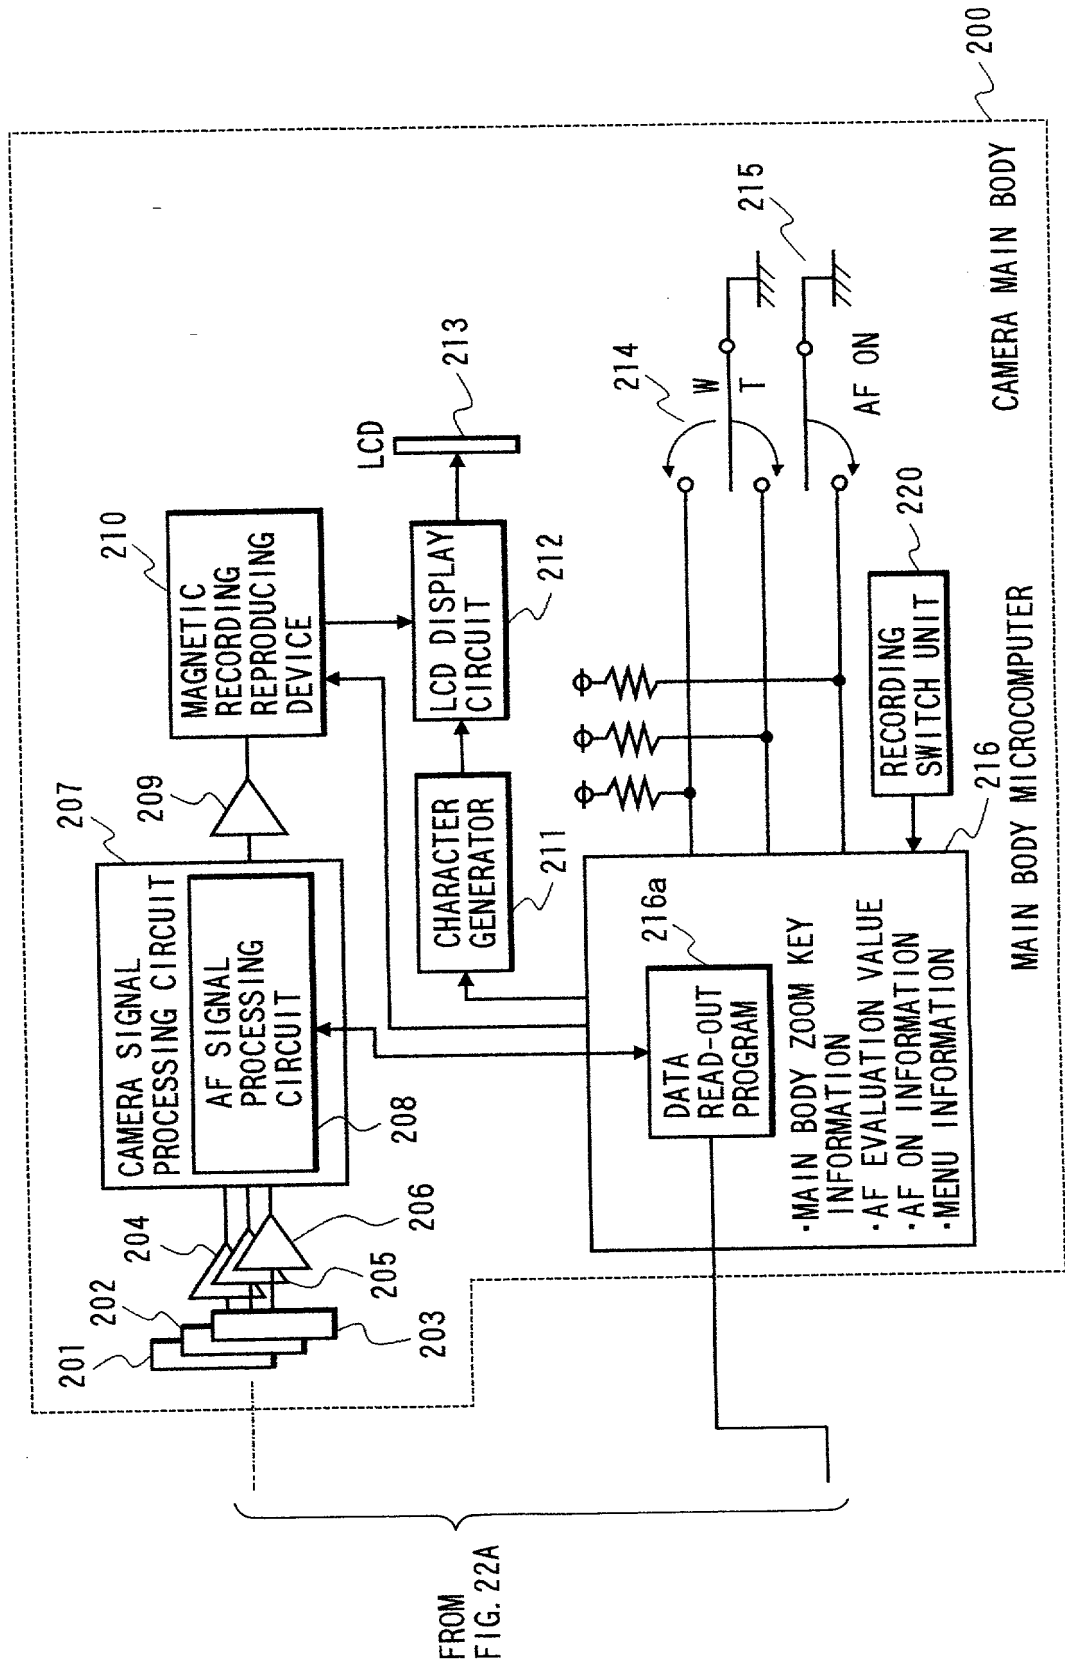 200
CAMERA MAIN BODY
207
CAMERA SIGNAL
PROCESSING CIRCUIT
AF SIGNAL
PROCESSING
CIRCUIT
208
209
210
MAGNETIC
RECORDING
REPRODUCING
DEVICE
201
202
203
204
205
206
LCD
213
LCD DISPLAY
CIRCUIT
212
CHARACTER
GENERATOR
211
214
W
T
215
AF ON
216a
DATA
READ-OUT
PROGRAM
・MAIN BODY ZOOM KEY
INFORMATION
・AF EVALUATION VALUE
・AF ON INFORMATION
・MENU INFORMATION
RECORDING
SWITCH UNIT
220
216
MAIN BODY MICROCOMPUTER
FROM
FIG. 22A